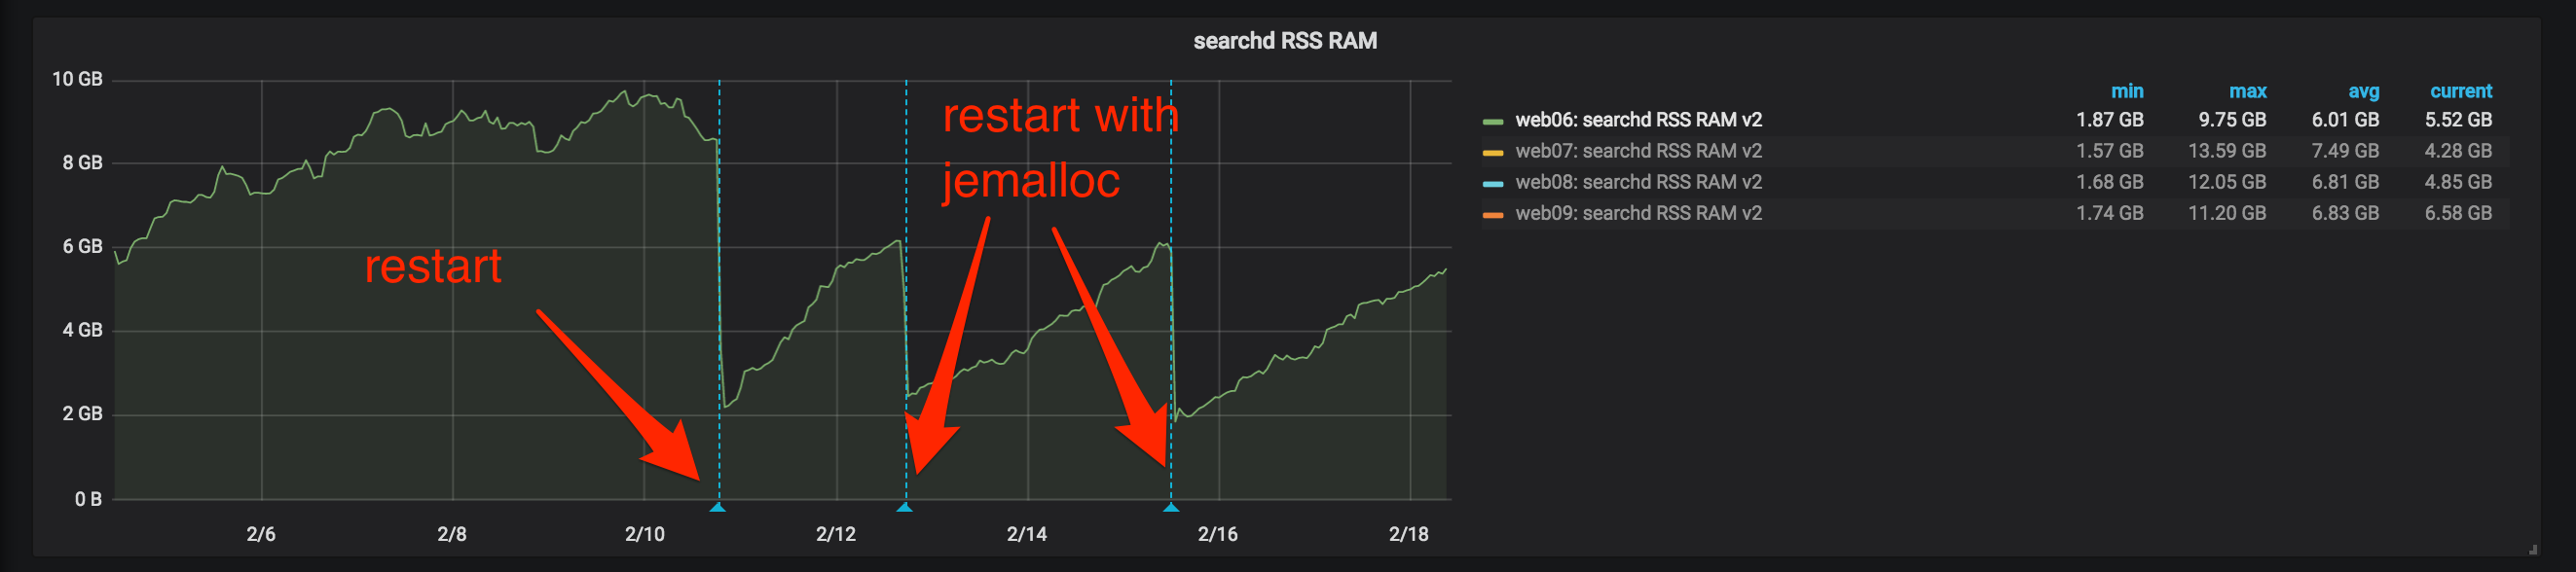 searchd RSS RAM
10 GB
8 GB
6 GB
4 GB
2 GB
0 B
2/6
2/8
2/10
2/12
2/14
2/16
2/18
restart
restart with
jemalloc
min max avg current
web06: searchd RSS RAM v2 1.87 GB 9.75 GB 6.01 GB 5.52 GB
web07: searchd RSS RAM v2 1.57 GB 13.59 GB 7.49 GB 4.28 GB
web08: searchd RSS RAM v2 1.68 GB 12.05 GB 6.81 GB 4.85 GB
web09: searchd RSS RAM v2 1.74 GB 11.20 GB 6.83 GB 6.58 GB